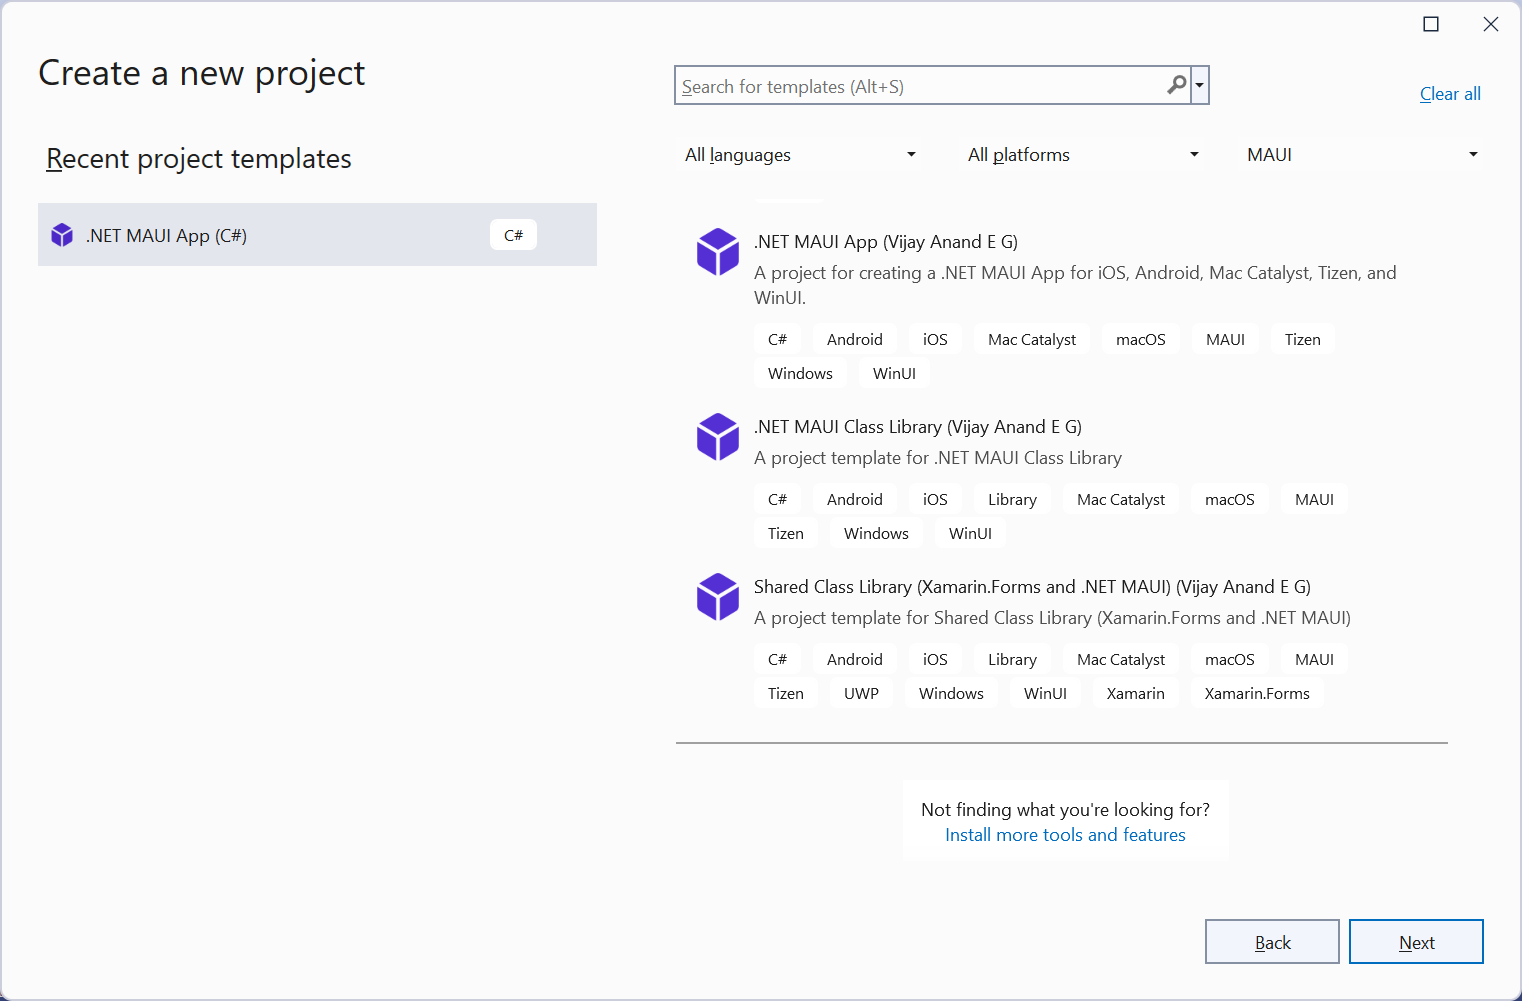 Create a new project
Search for templates (Alt+S)
Clear all
Recent project templates
All languages
All platforms
MAUI
.NET MAUI App (C#)
C#
.NET MAUI App (Vijay Anand E G)
A project for creating a .NET MAUI App for iOS, Android, Mac Catalyst, Tizen, and
WinUI.
C# Android iOS Mac Catalyst macOS MAUI Tizen
Windows WinUI
.NET MAUI Class Library (Vijay Anand E G)
A project template for .NET MAUI Class Library
C# Android iOS Library Mac Catalyst macOS MAUI
Tizen Windows WinUI
Shared Class Library (Xamarin.Forms and .NET MAUI) (Vijay Anand E G)
A project template for Shared Class Library (Xamarin.Forms and .NET MAUI)
C# Android iOS Library Mac Catalyst macOS MAUI
Tizen UWP Windows WinUI Xamarin Xamarin.Forms
Not finding what you're looking for?
Install more tools and features
Back
Next